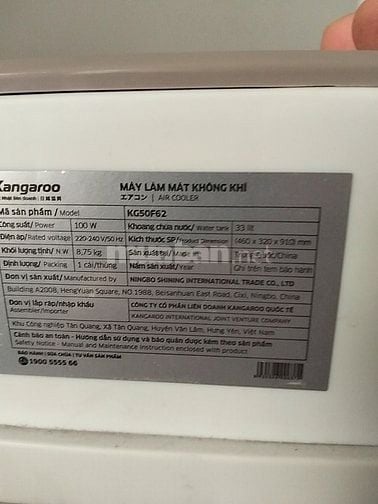 Kangaroo
MÁY LÀM MÁT KHÔNG KHÍ
エアコン | AIR COOLER
Mã sản phẩm / Model KG50F62
Công suất/ Power 100 W Khoang chứa nước/ Water tank 33 lít
Điện áp/ Rated voltage 220-240 V/50 Hz Kích thước SP/ Product Dimension (460 x 320 x 910) mm
Khối lượng tịnh/ N.W 8,75 kg Sản xuất tại/ Quốc/China
Định lượng/ Packing 1 cái/thùng Năm sản xuất/ Year Ghi trên tem bảo hành
Đơn vị sản xuất/ NINGBO SHINING INTERNATIONAL TRADE CO., LTD
Building A2008, HengYuan Square, NO.1988, Beisanhuan East Road, Cixi, Ningbo, China
Đơn vị lắp ráp/nhập khẩu CÔNG TY CỔ PHẦN LIÊN DOANH KANGAROO QUỐC TẾ
Assembler/Importer KANGAROO INTERNATIONAL JOINT VENTURE COMPANY
Khu Công nghiệp Tân Quang, Xã Tân Quang, Huyện Văn Lâm, Hưng Yên, Việt Nam
Cảnh báo an toàn - Hướng dẫn sử dụng và bảo quản được kèm theo sản phẩm
Safety Notice - Manual and Maintenance Instruction enclosed with product
BẢO HÀNH | SỬA CHỮA | TƯ VẤN SẢN PHẨM
1900 5555 66